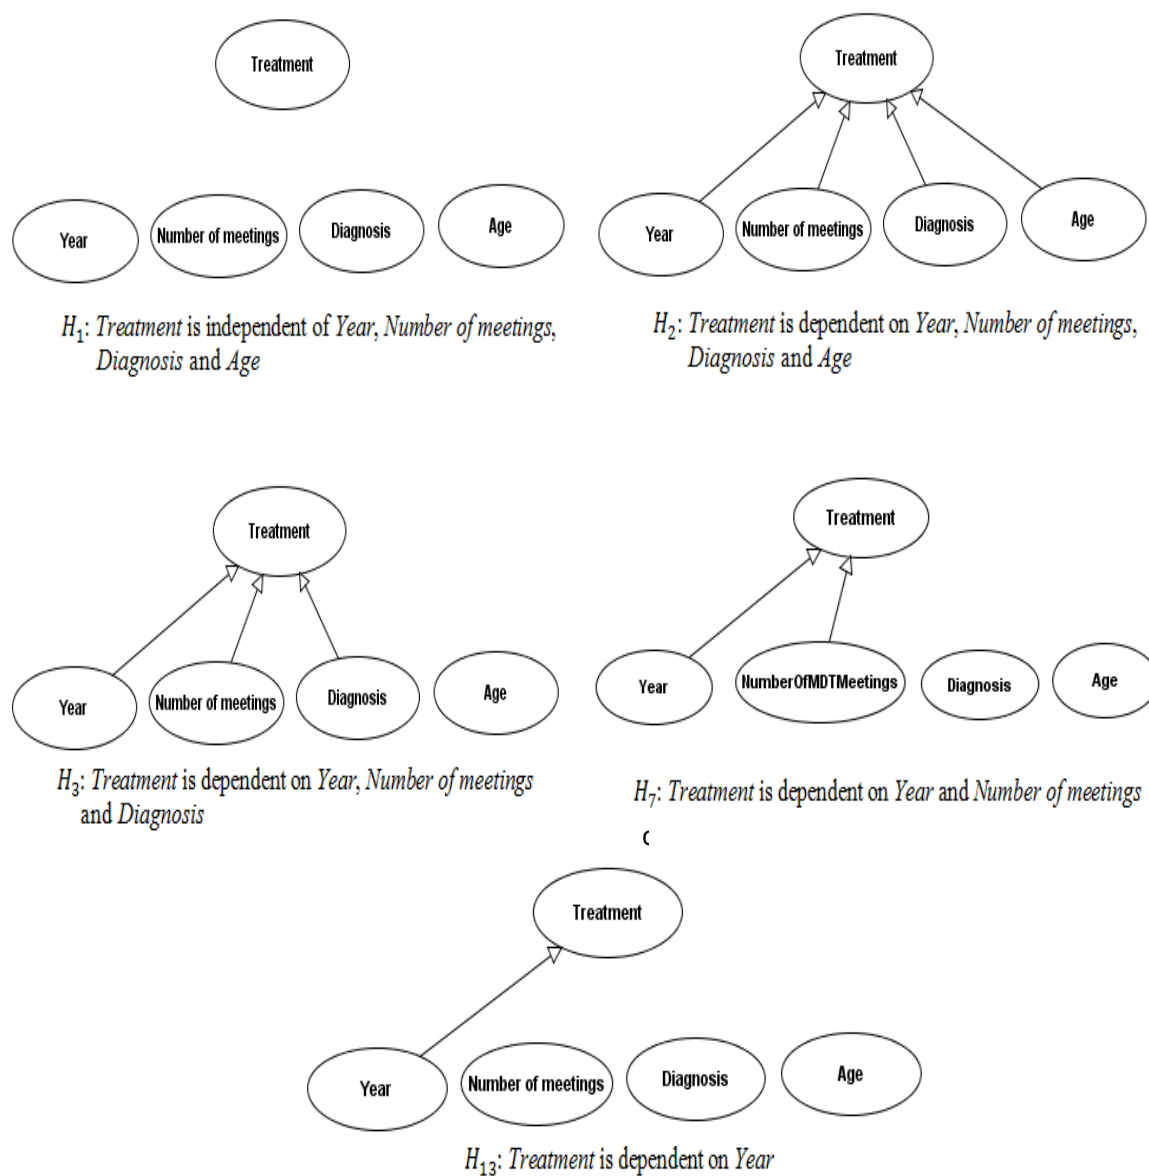 Treatment
Year
Number of meetings
Diagnosis
Age
H₁: Treatment is independent of Year, Number of meetings,
Diagnosis and Age
Treatment
Year
Number of meetings
Diagnosis
Age
H₂: Treatment is dependent on Year, Number of meetings,
Diagnosis and Age
Treatment
Year
Number of meetings
Diagnosis
Age
H₃: Treatment is dependent on Year, Number of meetings
and Diagnosis
Treatment
Year
NumberOfMDTMeetings
Diagnosis
Age
H₇: Treatment is dependent on Year and Number of meetings
Treatment
Year
Number of meetings
Diagnosis
Age
H₁₃: Treatment is dependent on Year